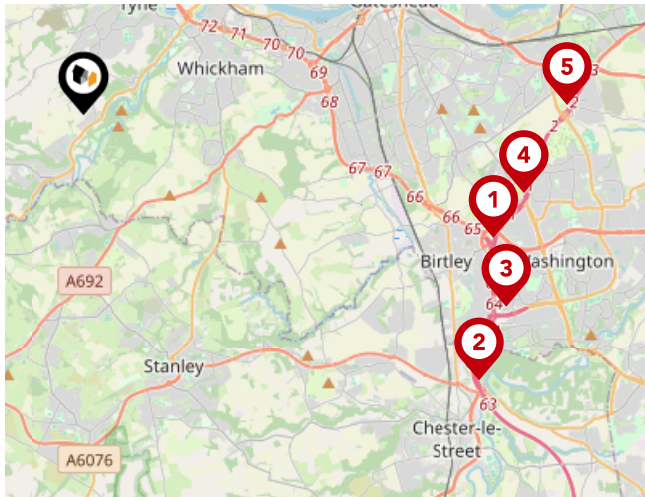 Tyne
Gateshead
72
71
70
70
69
68
Whickham
5
3
2
2
4
67
67
66
66
65
1
Birtley
Washington
3
64
A692
2
Stanley
63
Chester-le-
Street
A6076